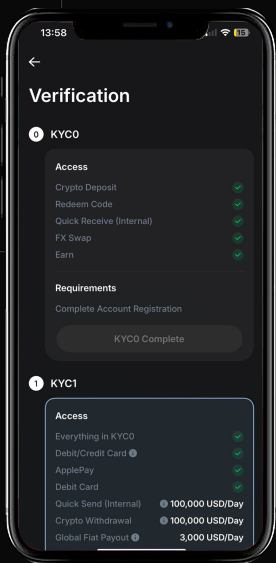 13:58
15
Verification
0 KYC0
Access
Crypto Deposit
Redeem Code
Quick Receive (Internal)
FX Swap
Earn
Requirements
Complete Account Registration
KYC0 Complete
1 KYC1
Access
Everything in KYC0
Debit/Credit Card
ApplePay
Debit Card
Quick Send (Internal) 100,000 USD/Day
Crypto Withdrawal 100,000 USD/Day
Global Fiat Payout 3,000 USD/Day